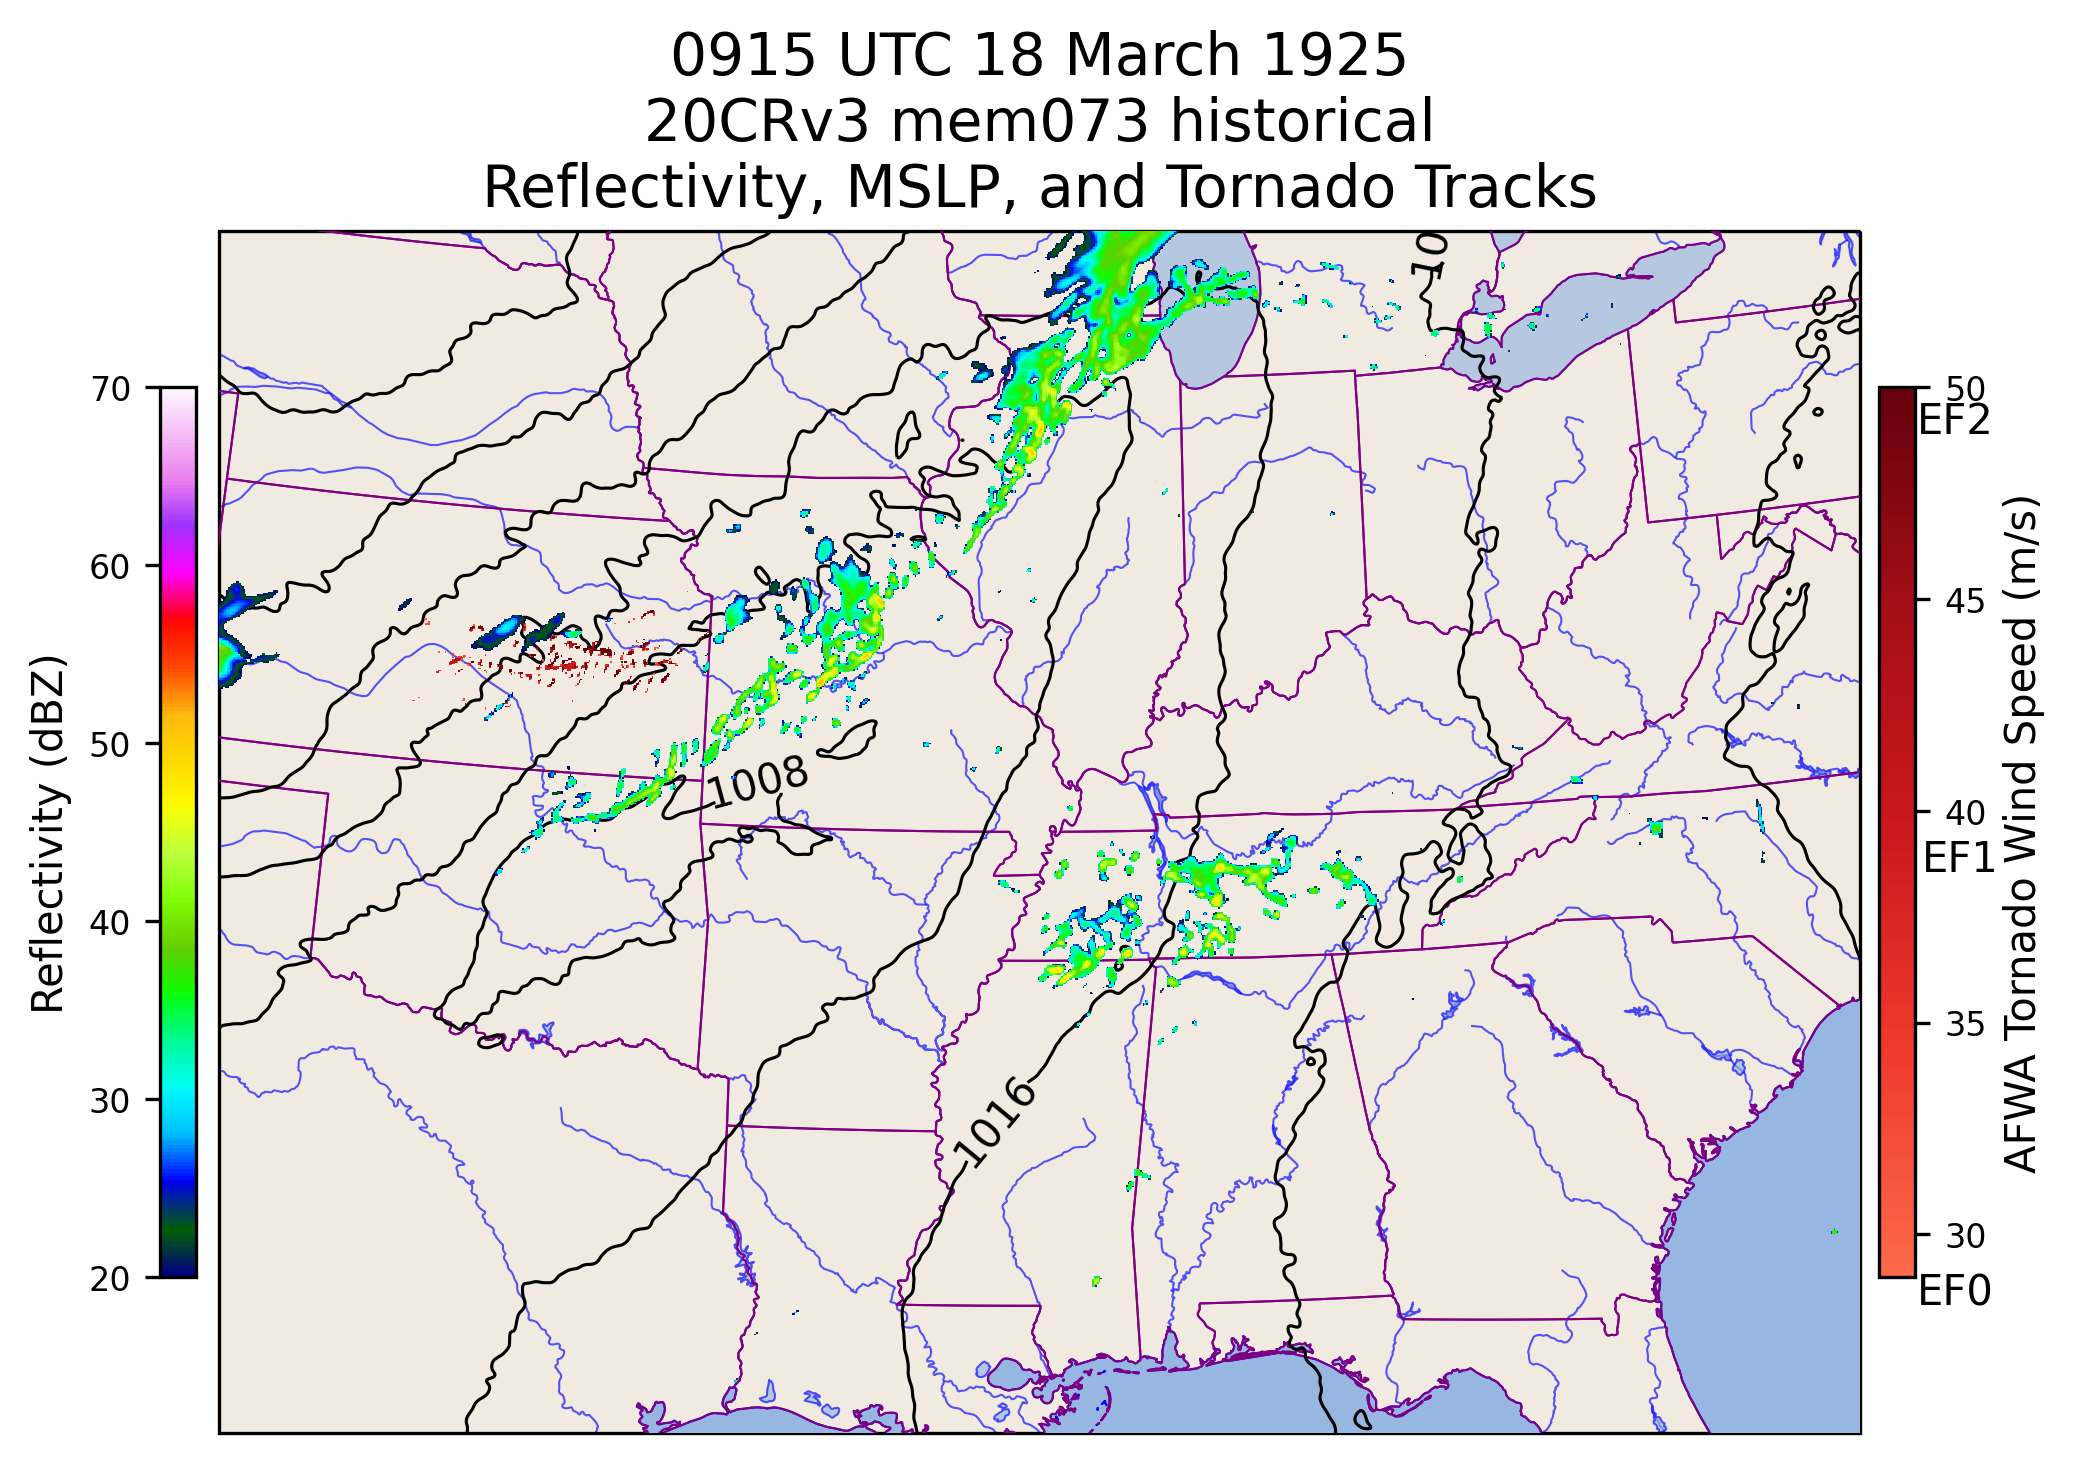 0915 UTC 18 March 1925
20CRv3 mem073 historical
Reflectivity, MSLP, and Tornado Tracks
10
1008
1016
Reflectivity (dBZ)
70
60
50
40
30
20
50
EF2
45
40
EF1
35
30
EF0
AFWA Tornado Wind Speed (m/s)